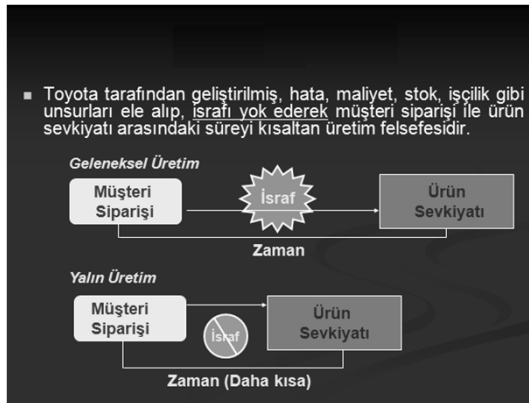 Toyota tarafından geliştirilmiş, hata, maliyet, stok, işçilik gibi
unsurları ele alıp, israfı yok ederek müşteri siparişi ile ürün
sevkiyatı arasındaki süreyi kısaltan üretim felsefesidir.
Geleneksel Üretim
Müşteri
Siparişi
İsraf
Ürün
Sevkiyatı
Zaman
Yalın Üretim
Müşteri
Siparişi
İsraf
Ürün
Sevkiyatı
Zaman (Daha kısa)